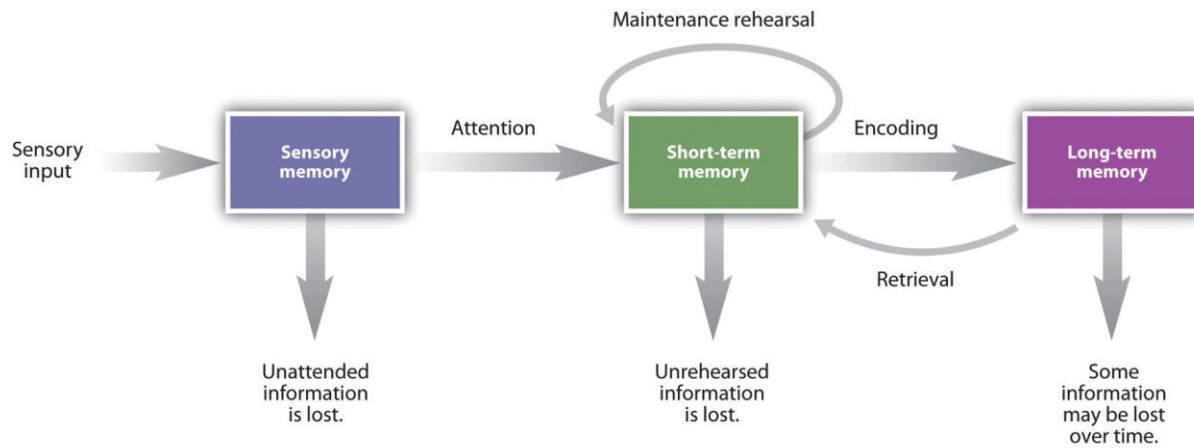 Maintenance rehearsal
Sensory
input
Sensory
memory
Attention
Short-term
memory
Encoding
Long-term
memory
Retrieval
Unattended
information
is lost.
Unrehearsed
information
is lost.
Some
information
may be lost
over time.